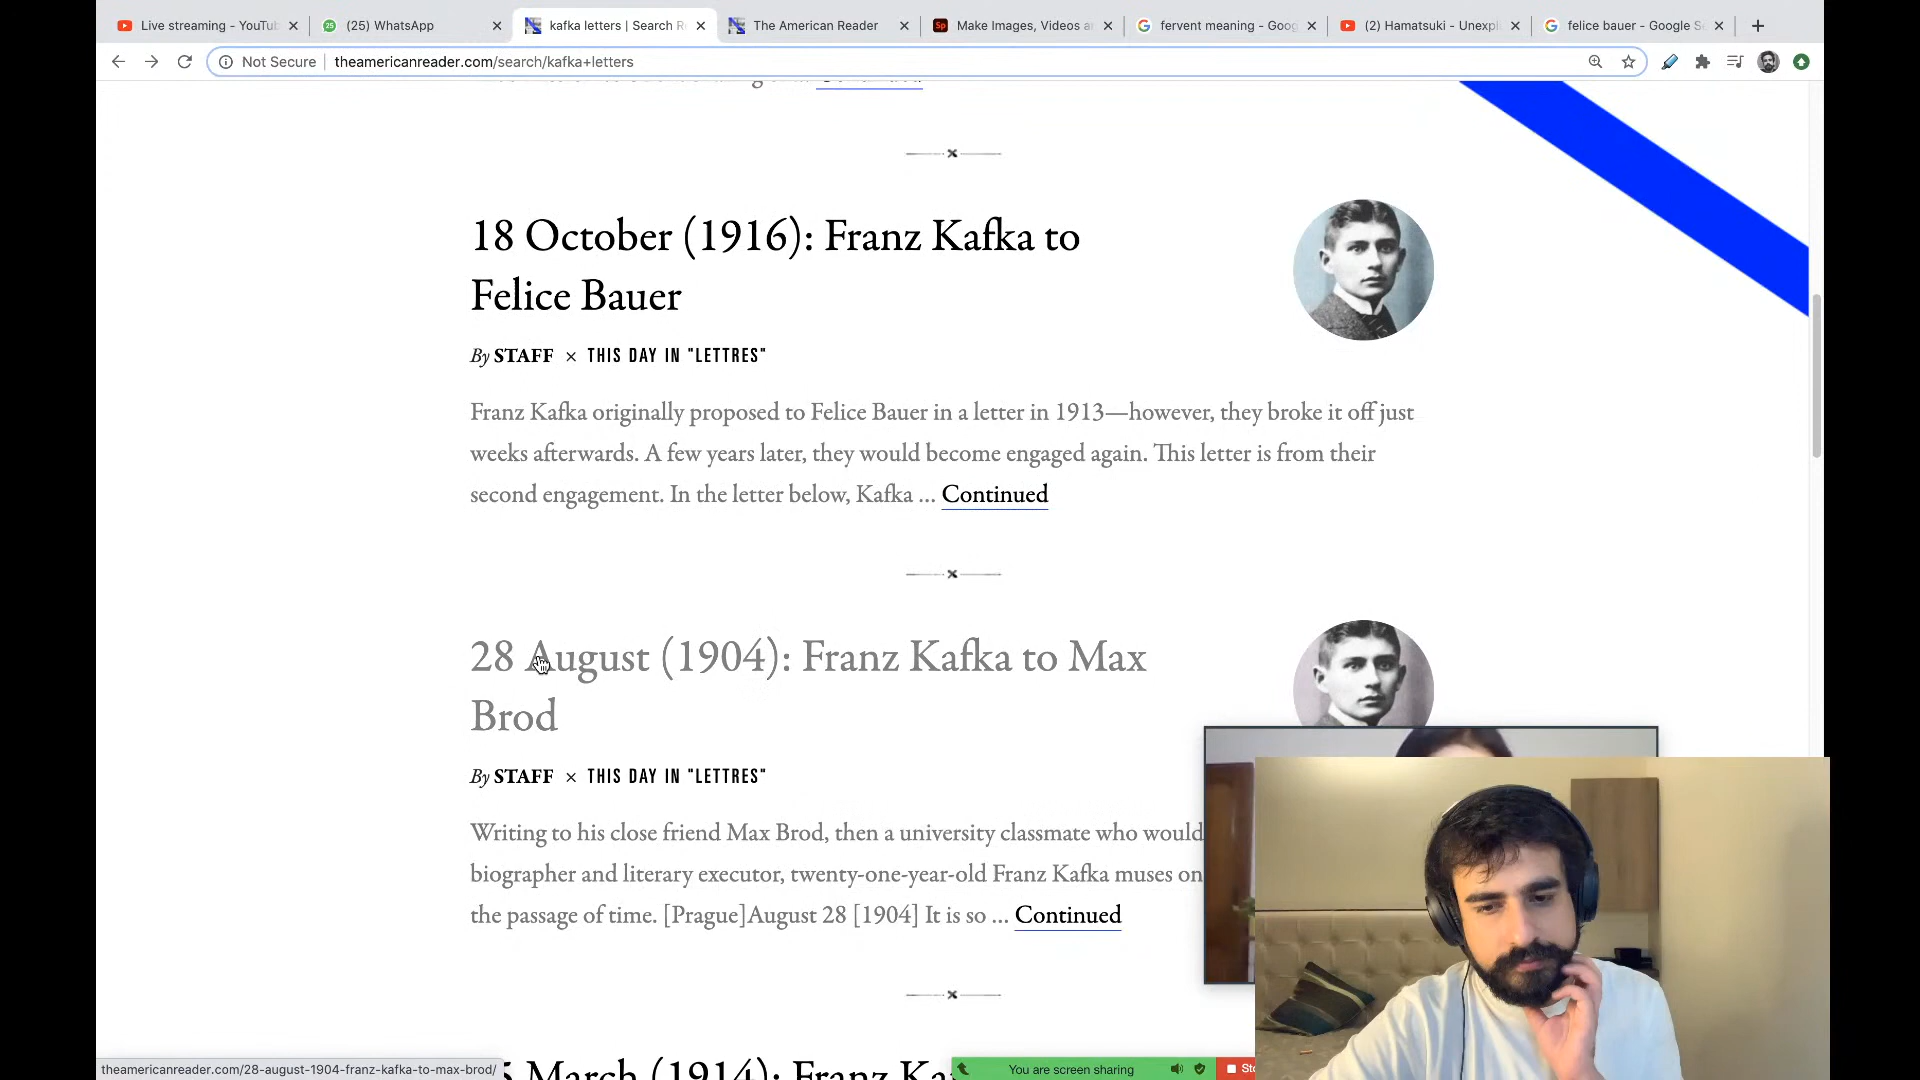 Live streaming - YouTu
(25) WhatsApp
kafka letters | Search R
The American Reader
Make Images, Videos a
fervent meaning - Goog
(2) Hamatsuki - Unexpl
felice bauer - Google S
Not Secure
theamericanreader.com/search/kafka+letters
18 October (1916): Franz Kafka to
Felice Bauer
By STAFF × THIS DAY IN "LETTRES"
Franz Kafka originally proposed to Felice Bauer in a letter in 1913—however, they broke it off just
weeks afterwards. A few years later, they would become engaged again. This letter is from their
second engagement. In the letter below, Kafka ... Continued
28 August (1904): Franz Kafka to Max
Brod
By STAFF × THIS DAY IN "LETTRES"
Writing to his close friend Max Brod, then a university classmate who would
biographer and literary executor, twenty-one-year-old Franz Kafka muses on
the passage of time. [Prague]August 28 [1904] It is so ... Continued
5 March (1914): Franz Ka
theamericanreader.com/28-august-1904-franz-kafka-to-max-brod/
You are screen sharing
Sto